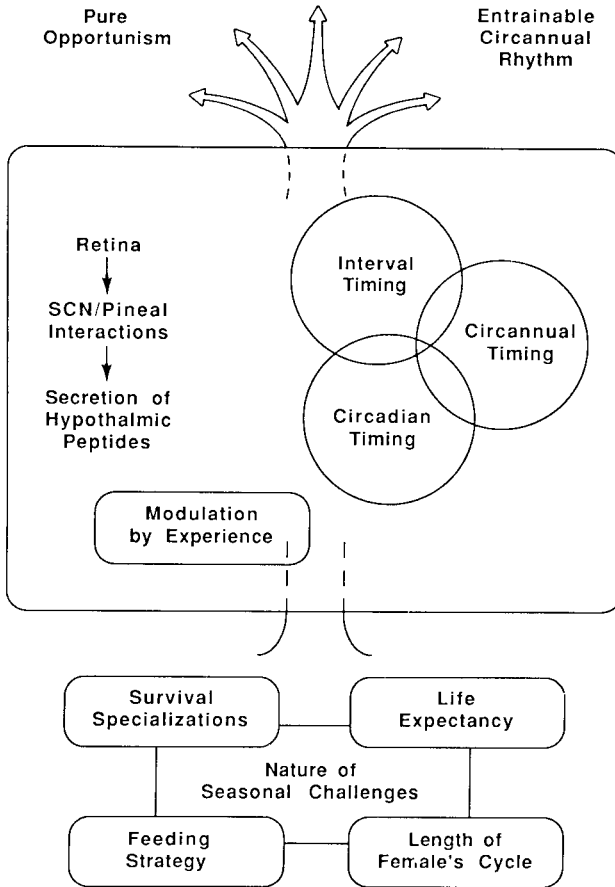 Pure
Opportunism
Entrainable
Circannual
Rhythm
Retina
SCN/Pineal
Interactions
Secretion of
Hypothalmic
Peptides
Interval
Timing
Circannual
Timing
Circadian
Timing
Modulation
by Experience
Survival
Specializations
Life
Expectancy
Nature of
Seasonal Challenges
Feeding
Strategy
Length of
Female's Cycle